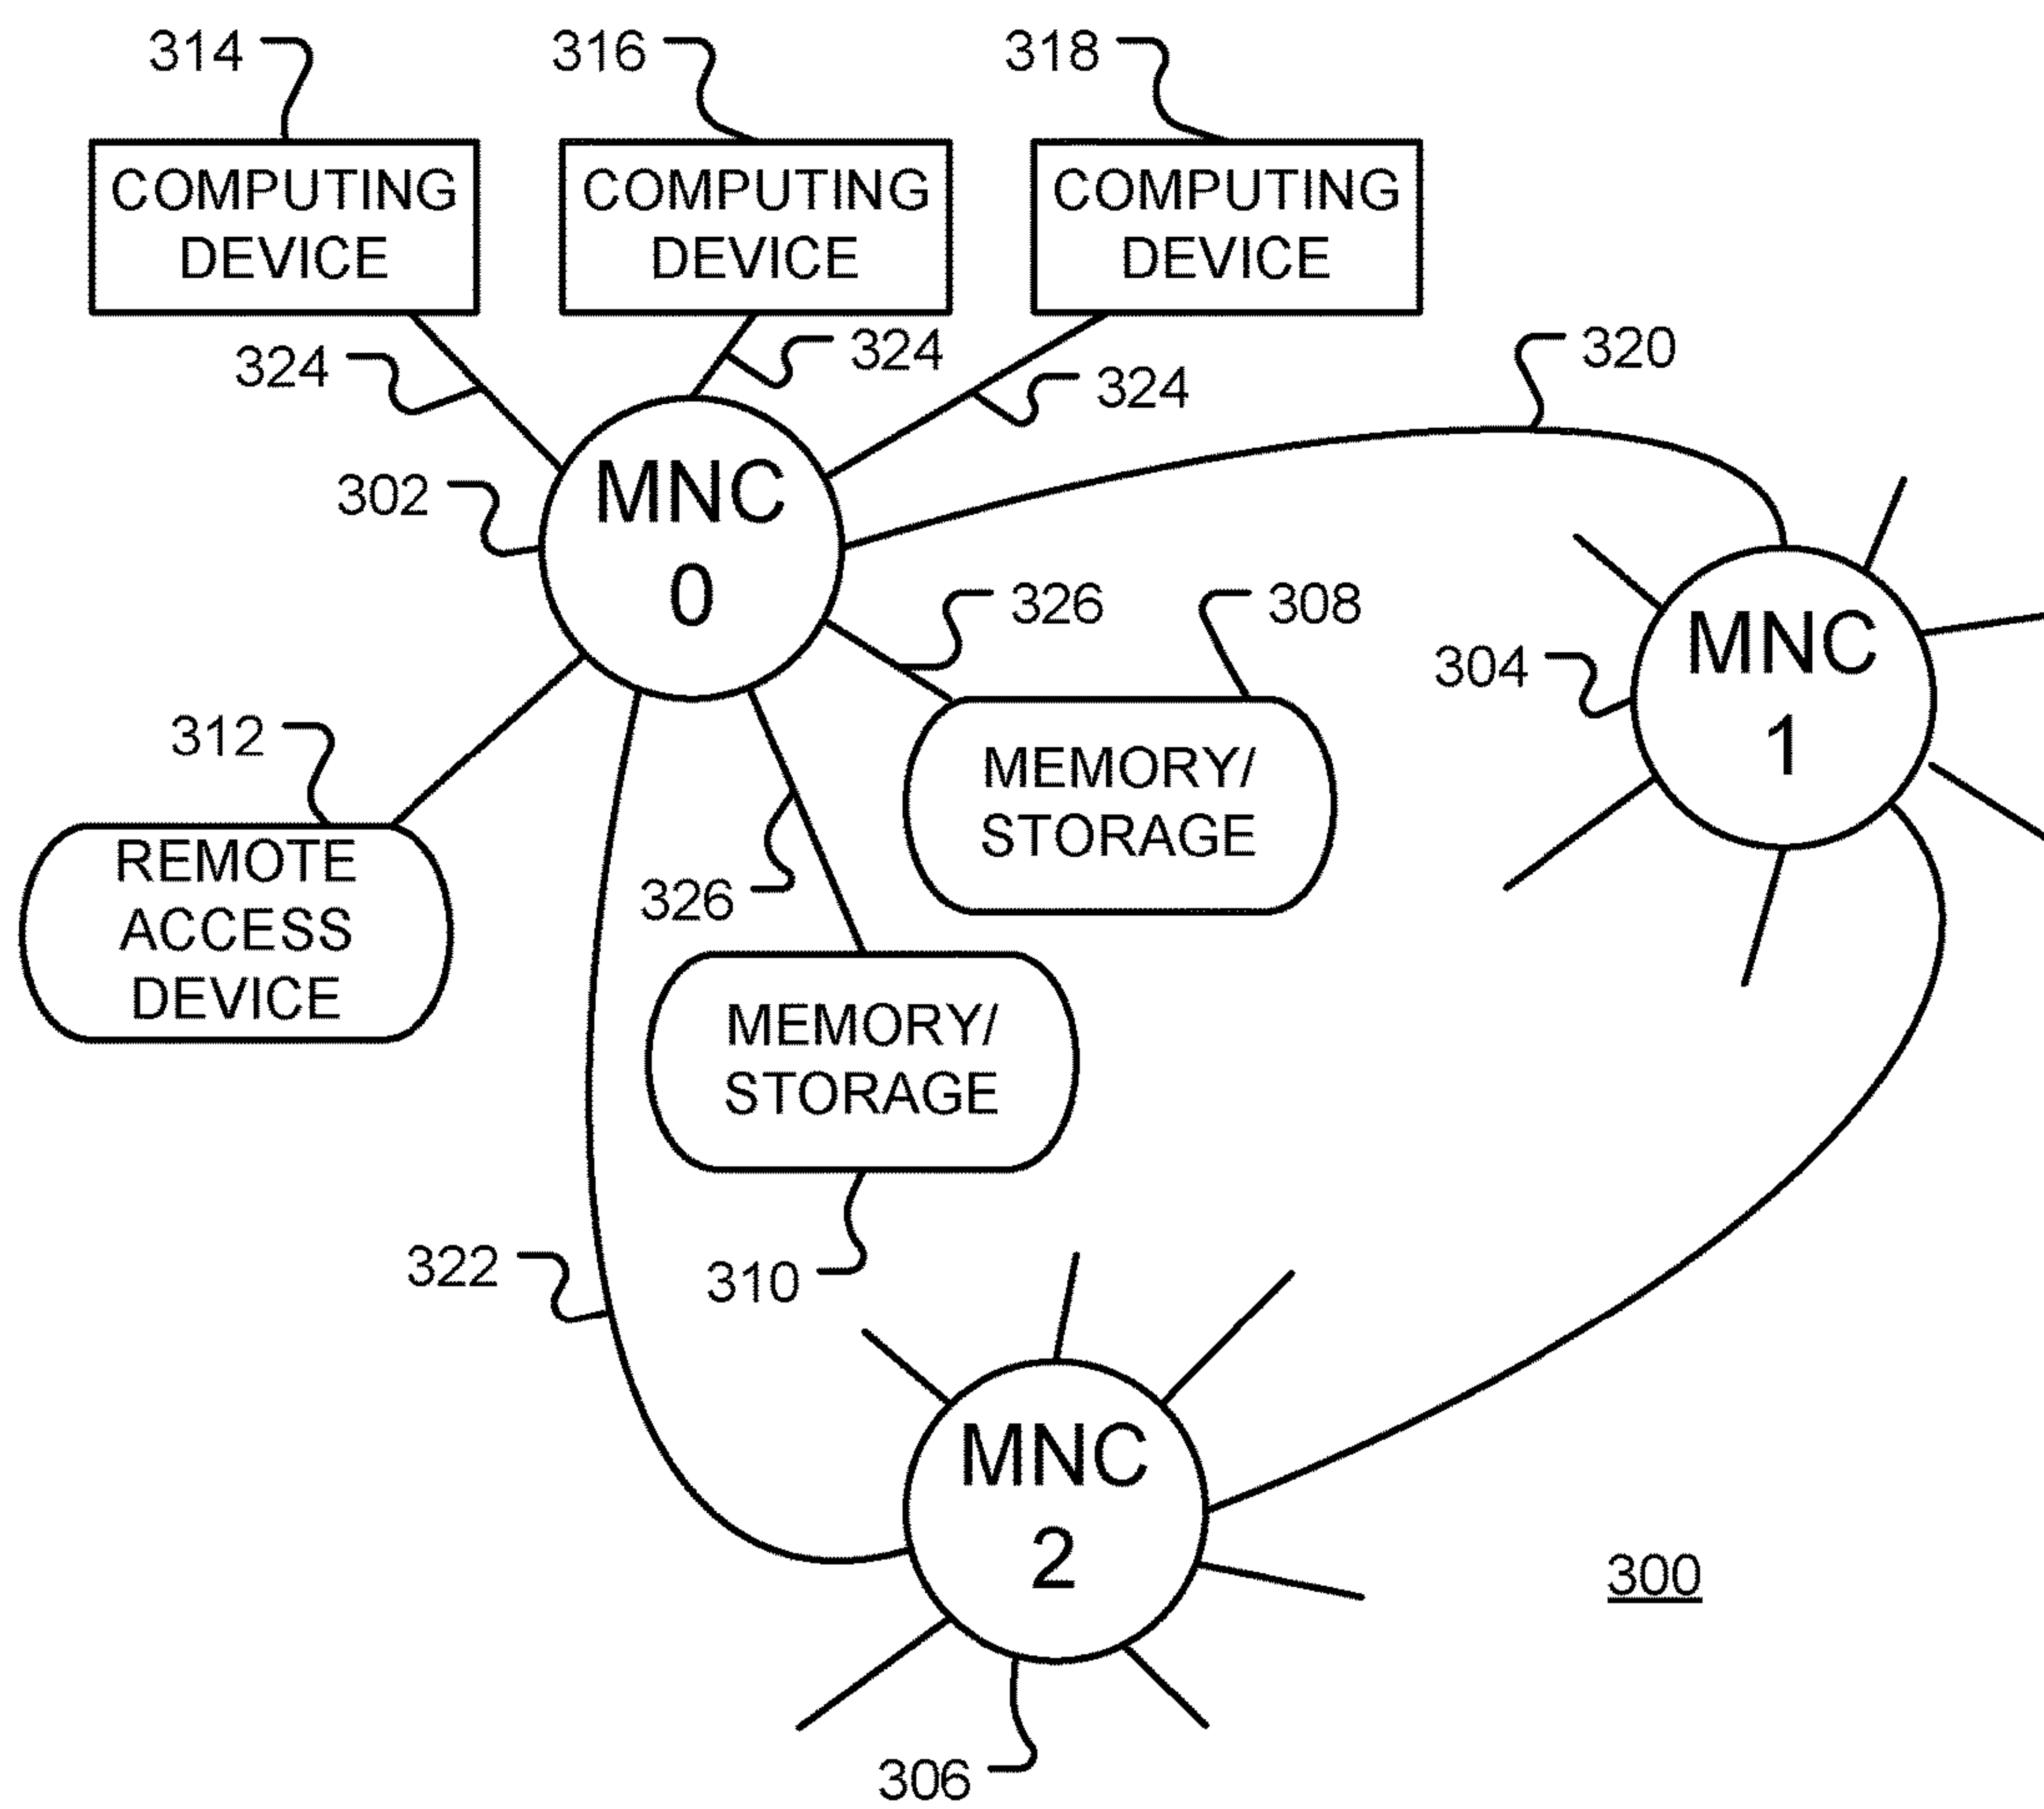 314
316
318
COMPUTING
DEVICE
COMPUTING
DEVICE
COMPUTING
DEVICE
324
324
324
320
302
MNC
0
326
308
304
MNC
1
312
MEMORY/
STORAGE
REMOTE
ACCESS
DEVICE
326
MEMORY/
STORAGE
322
310
MNC
2
300
306